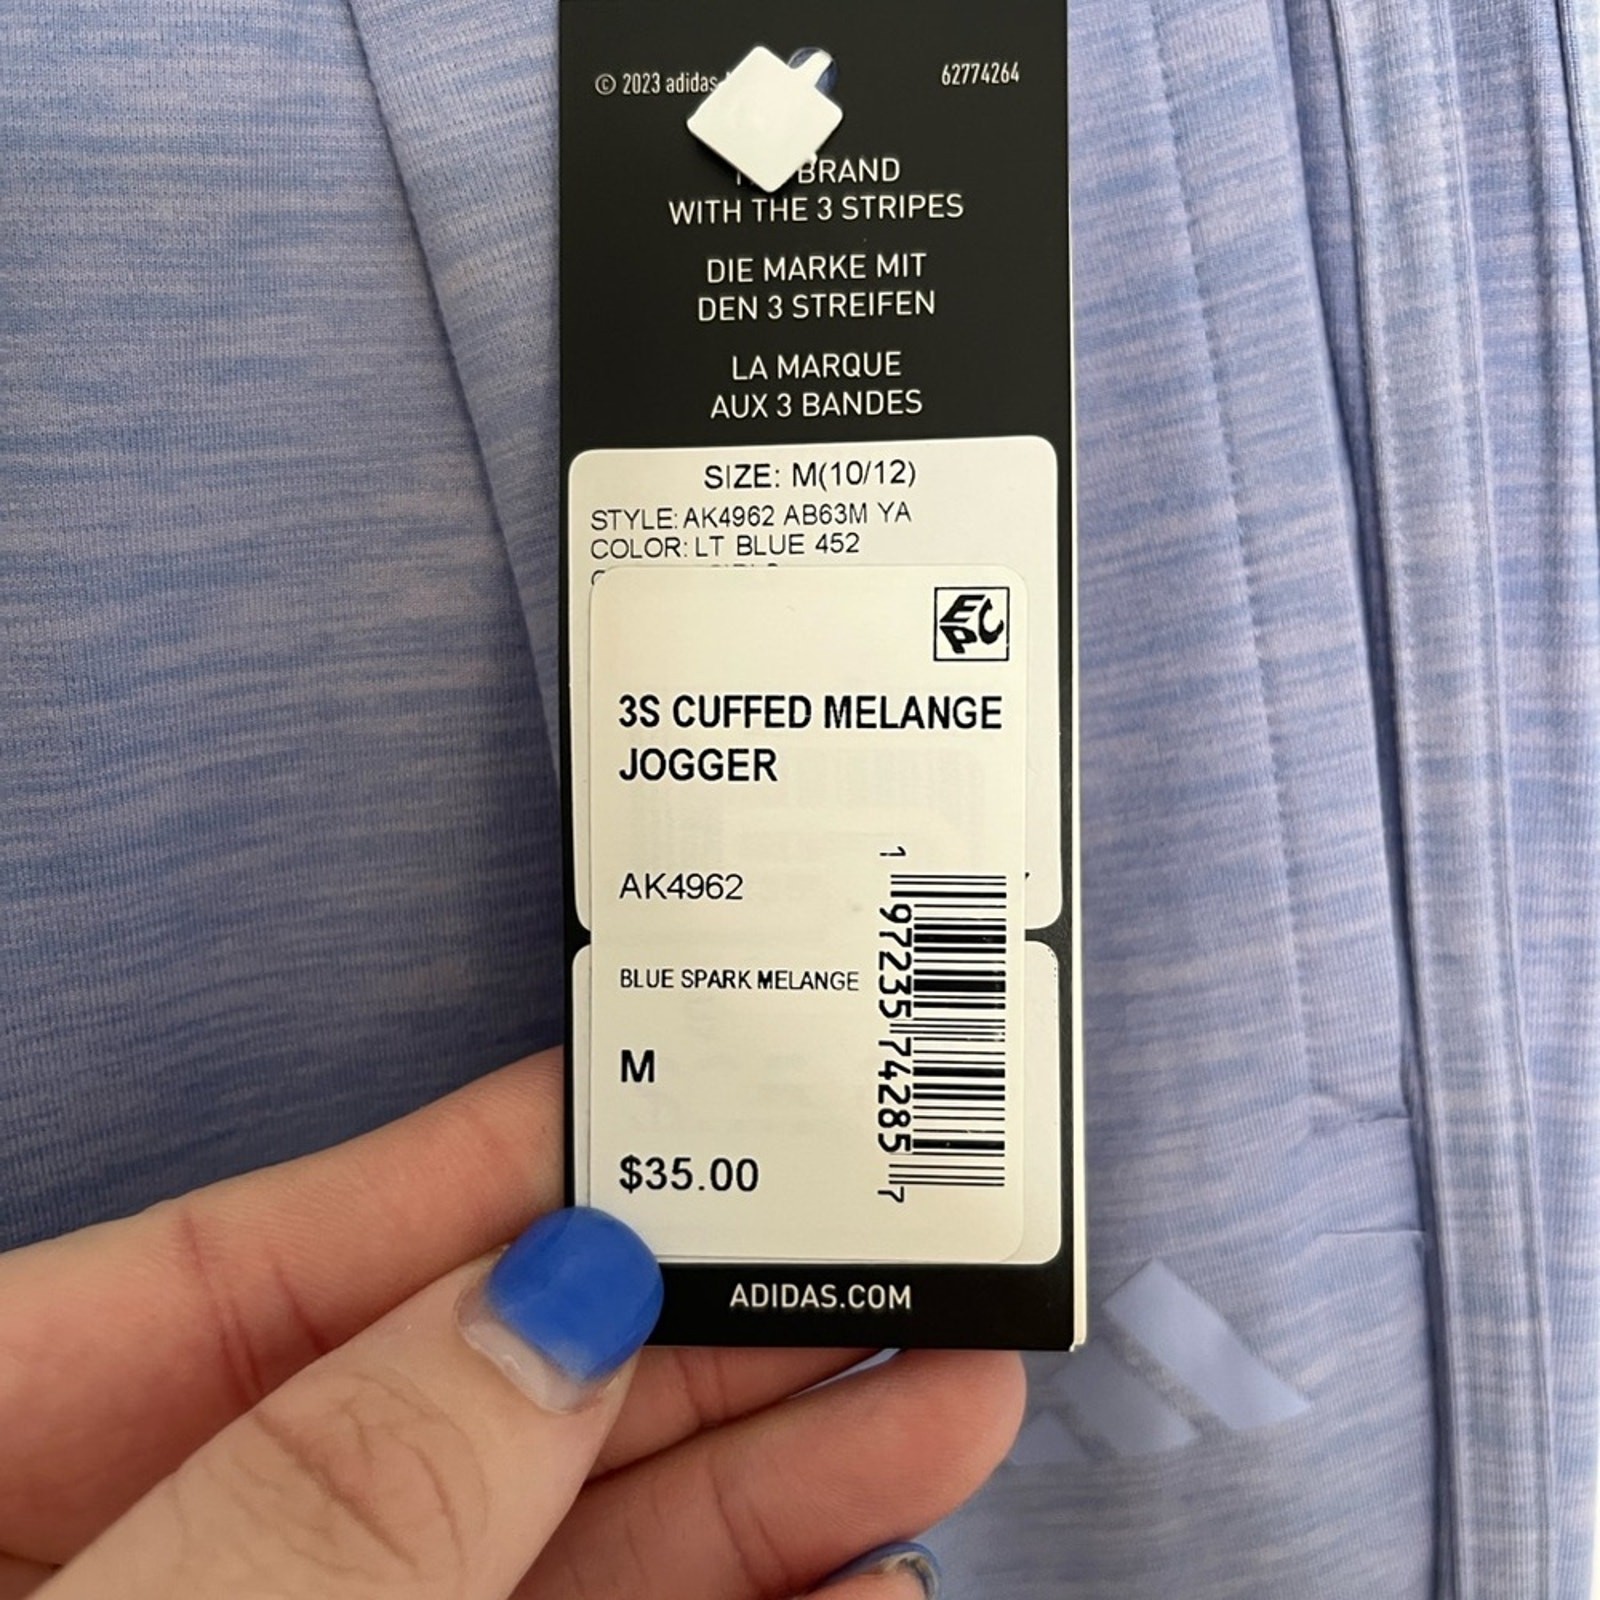 © 2023 adidas
62774264
BRAND
WITH THE 3 STRIPES
DIE MARKE MIT
DEN 3 STREIFEN
LA MARQUE
AUX 3 BANDES
SIZE: M(10/12)
STYLE: AK4962 AB63M YA
COLOR: LT BLUE 452
EPC
3S CUFFED MELANGE
JOGGER
AK4962
BLUE SPARK MELANGE
M
$35.00
1 97235 74285 7
ADIDAS.COM